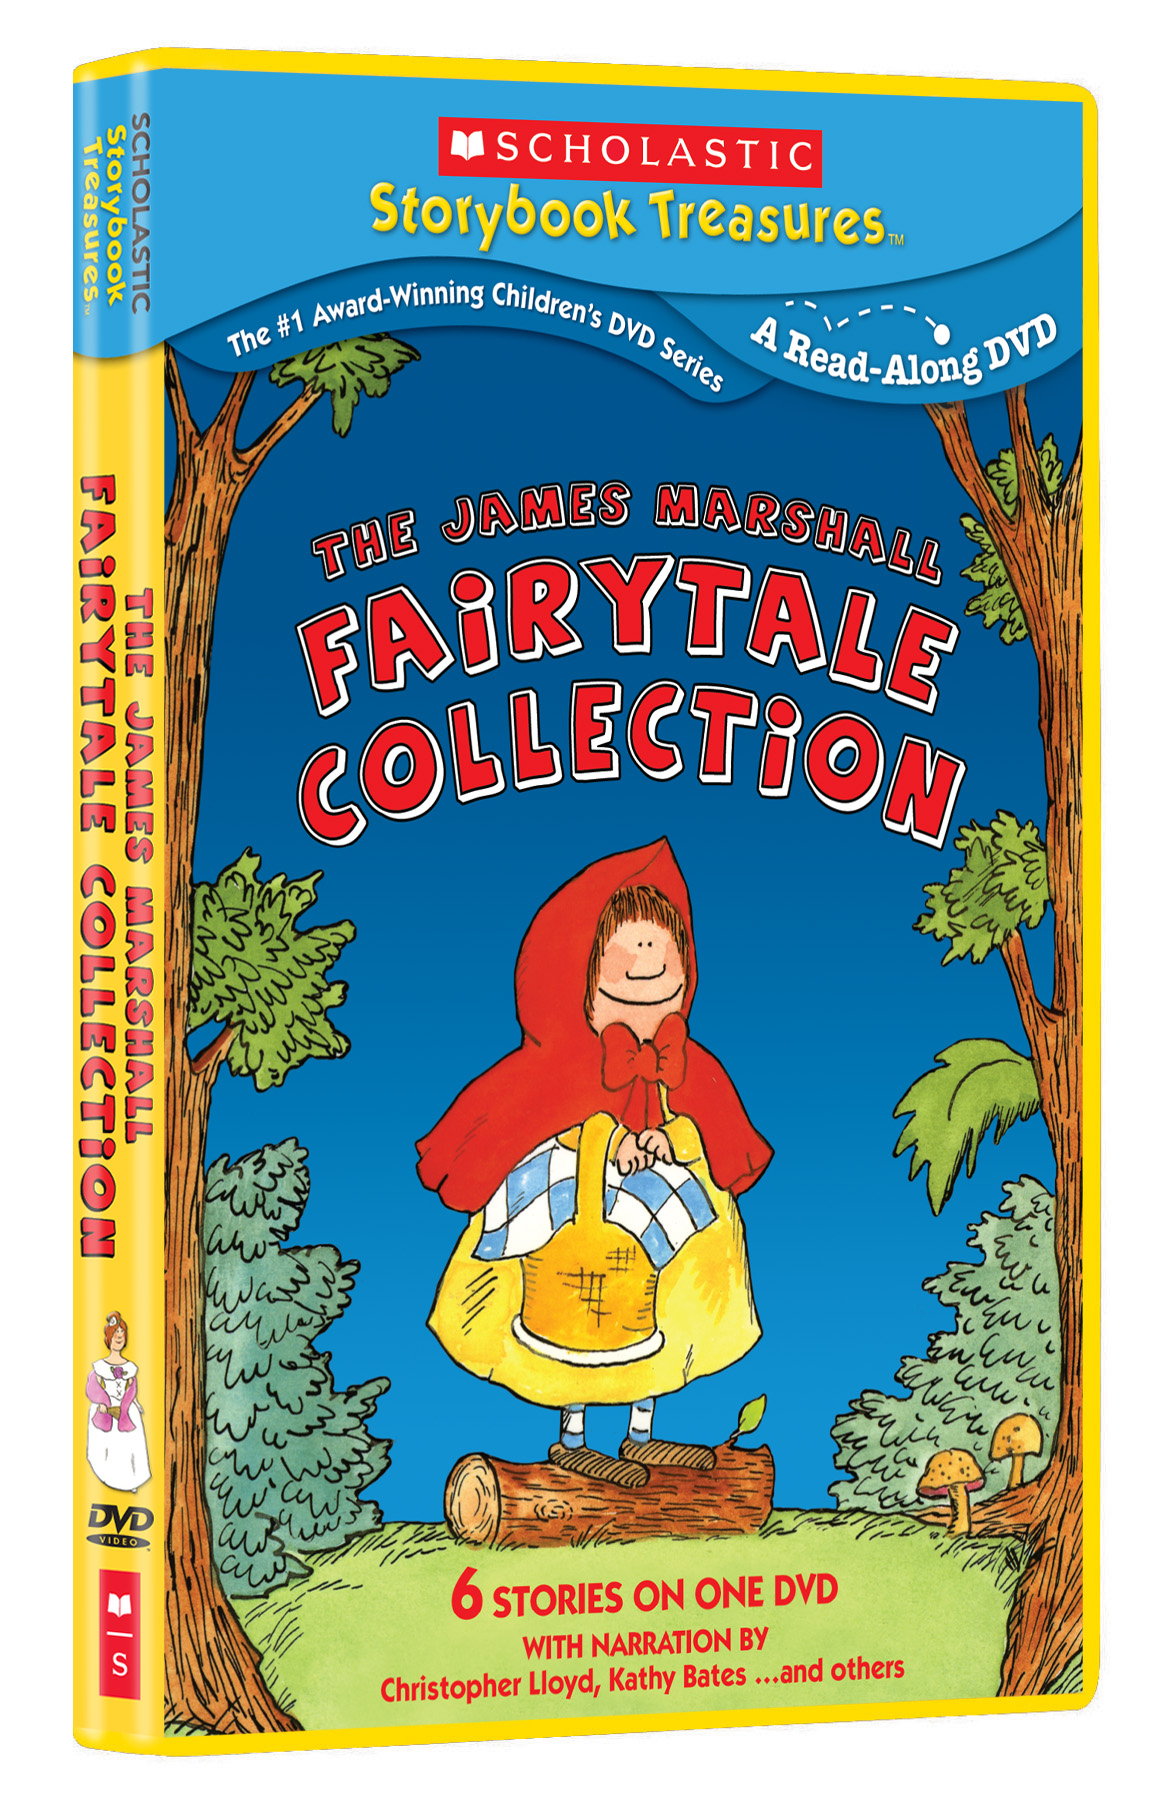 SCHOLASTIC
Storybook Treasures™
The #1 Award-Winning Children's DVD Series
A Read-Along DVD
THE JAMES MARSHALL
FAiRYTALE
COLLECTiON
6 STORIES ON ONE DVD
WITH NARRATION BY
Christopher Lloyd, Kathy Bates ...and others
SCHOLASTIC
Storybook
Treasures™
THE JAMES MARSHALL
FAiRYTALE COLLECTiON
DVD
VIDEO
S